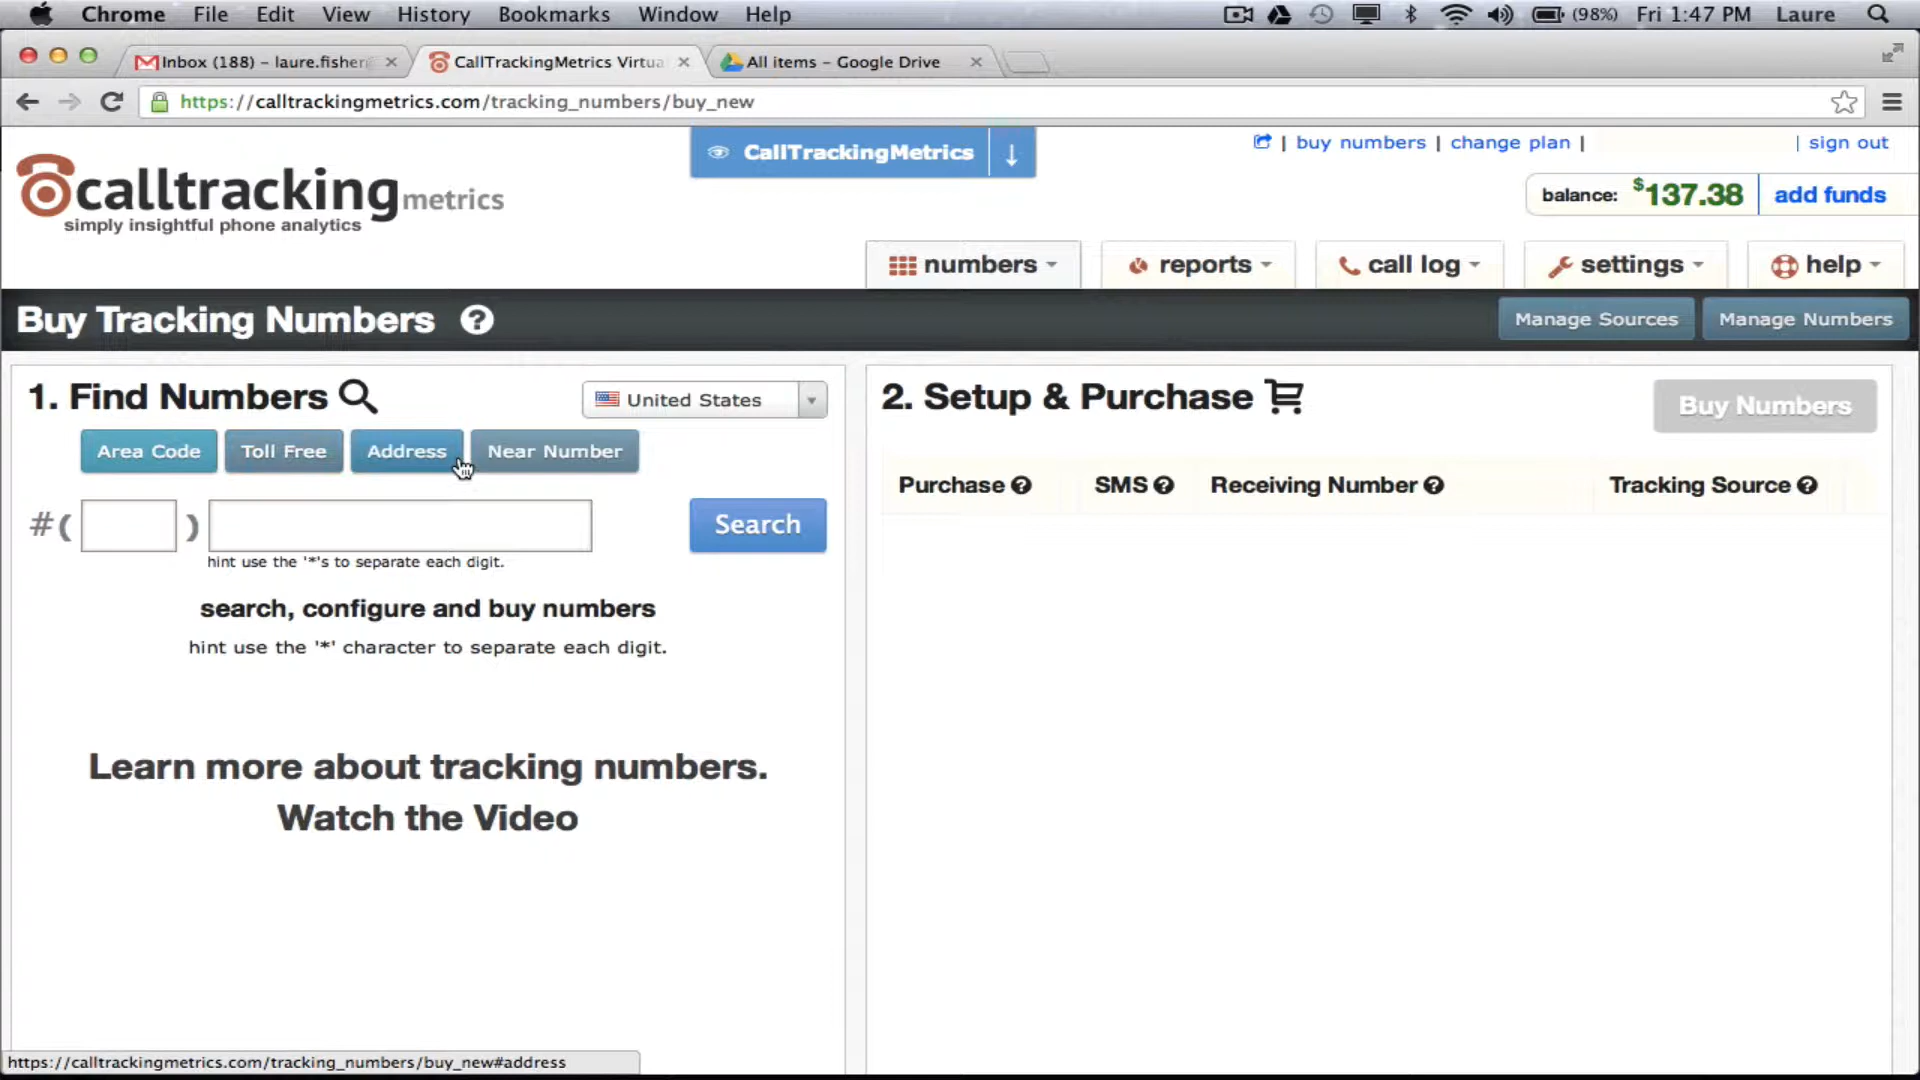 Chrome File Edit View History Bookmarks Window Help (98%) Fri 1:47 PM Laure
Inbox (188) – laure.fisher CallTrackingMetrics Virtua All items – Google Drive
https://calltrackingmetrics.com/tracking_numbers/buy_new
CallTrackingMetrics
| buy numbers | change plan | | sign out
calltracking metrics
simply insightful phone analytics
balance: $137.38 add funds
numbers reports call log settings help
Buy Tracking Numbers ? Manage Sources Manage Numbers
1. Find Numbers United States
2. Setup & Purchase Buy Numbers
Area Code Toll Free Address Near Number
Purchase ? SMS ? Receiving Number ? Tracking Source ?
# ( ) Search
hint use the '*'s to separate each digit.
search, configure and buy numbers
hint use the '*' character to separate each digit.
Learn more about tracking numbers.
Watch the Video
https://calltrackingmetrics.com/tracking_numbers/buy_new#address